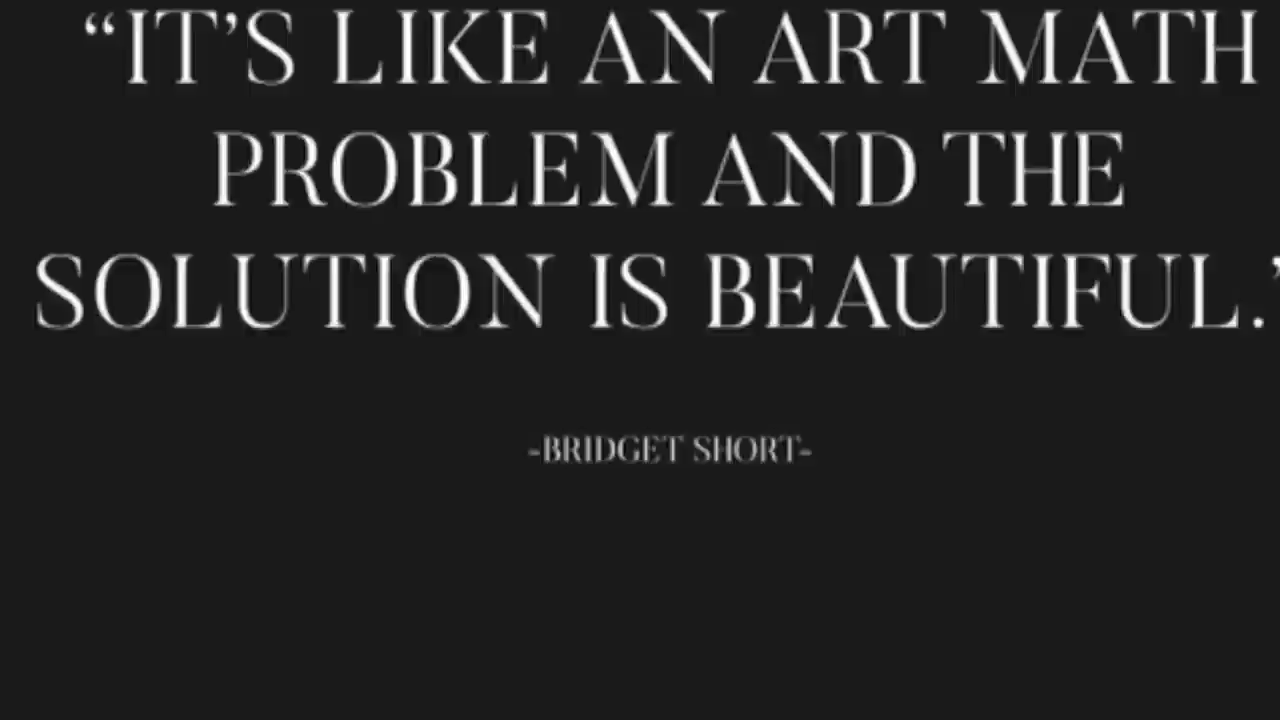 “IT’S LIKE AN ART MATH
PROBLEM AND THE
SOLUTION IS BEAUTIFUL.”
-BRIDGET SHORT-